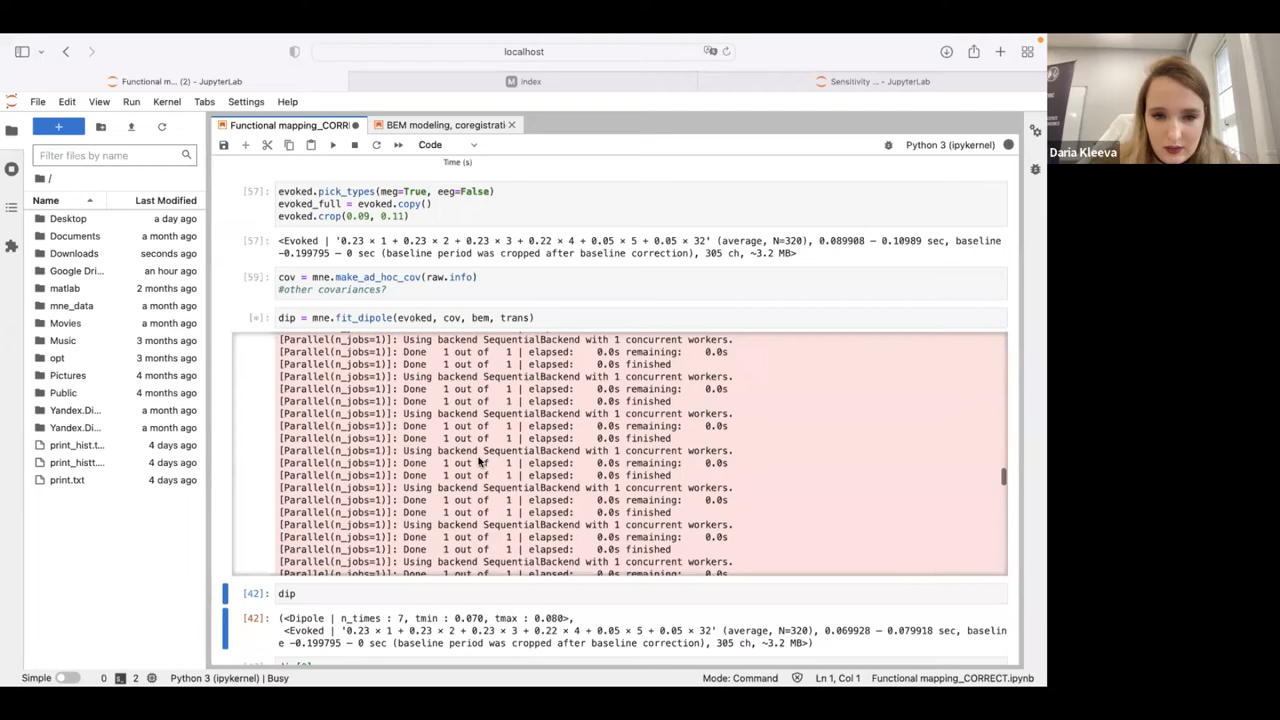 localhost
Functional m... (2) - JupyterLab
index
Sensitivity ... - JupyterLab
File Edit View Run Kernel Tabs Settings Help
Functional mapping_CORR
BEM modeling, coregistrati
Code
Python 3 (ipykernel)
Filter files by name
/
Name Last Modified
Desktop a day ago
Documents a month ago
Downloads seconds ago
Google Dri... an hour ago
matlab 2 months ago
mne_data a month ago
Movies a month ago
Music 3 months ago
opt 3 months ago
Pictures 4 months ago
Public 4 months ago
Yandex.Di... a month ago
Yandex.Di... a month ago
print_hist.t... 4 days ago
print_histt.... 4 days ago
print.txt 4 days ago
Time (s)
[57]: evoked.pick_types(meg=True, eeg=False)
evoked_full = evoked.copy()
evoked.crop(0.09, 0.11)
[57]: <Evoked | '0.23 × 1 + 0.23 × 2 + 0.23 × 3 + 0.22 × 4 + 0.05 × 5 + 0.05 × 32' (average, N=320), 0.089908 – 0.10989 sec, baseline
-0.199795 – 0 sec (baseline period was cropped after baseline correction), 305 ch, ~3.2 MB>
[59]: cov = mne.make_ad_hoc_cov(raw.info)
#other covariances?
[*]: dip = mne.fit_dipole(evoked, cov, bem, trans)
[Parallel(n_jobs=1)]: Using backend SequentialBackend with 1 concurrent workers.
[Parallel(n_jobs=1)]: Done 1 out of 1 | elapsed: 0.0s remaining: 0.0s
[Parallel(n_jobs=1)]: Done 1 out of 1 | elapsed: 0.0s finished
[Parallel(n_jobs=1)]: Using backend SequentialBackend with 1 concurrent workers.
[Parallel(n_jobs=1)]: Done 1 out of 1 | elapsed: 0.0s remaining: 0.0s
[Parallel(n_jobs=1)]: Done 1 out of 1 | elapsed: 0.0s finished
[Parallel(n_jobs=1)]: Using backend SequentialBackend with 1 concurrent workers.
[Parallel(n_jobs=1)]: Done 1 out of 1 | elapsed: 0.0s remaining: 0.0s
[Parallel(n_jobs=1)]: Done 1 out of 1 | elapsed: 0.0s finished
[Parallel(n_jobs=1)]: Using backend SequentialBackend with 1 concurrent workers.
[Parallel(n_jobs=1)]: Done 1 out of 1 | elapsed: 0.0s remaining: 0.0s
[Parallel(n_jobs=1)]: Done 1 out of 1 | elapsed: 0.0s finished
[Parallel(n_jobs=1)]: Using backend SequentialBackend with 1 concurrent workers.
[Parallel(n_jobs=1)]: Done 1 out of 1 | elapsed: 0.0s remaining: 0.0s
[Parallel(n_jobs=1)]: Done 1 out of 1 | elapsed: 0.0s finished
[Parallel(n_jobs=1)]: Using backend SequentialBackend with 1 concurrent workers.
[Parallel(n_jobs=1)]: Done 1 out of 1 | elapsed: 0.0s remaining: 0.0s
[Parallel(n_jobs=1)]: Done 1 out of 1 | elapsed: 0.0s finished
[Parallel(n_jobs=1)]: Using backend SequentialBackend with 1 concurrent workers.
[42]: dip
[42]: (<Dipole | n_times : 7, tmin : 0.070, tmax : 0.080>,
<Evoked | '0.23 × 1 + 0.23 × 2 + 0.23 × 3 + 0.22 × 4 + 0.05 × 5 + 0.05 × 32' (average, N=320), 0.069928 – 0.079918 sec, baselin
e -0.199795 – 0 sec (baseline period was cropped after baseline correction), 305 ch, ~3.2 MB>)
Simple 0 2 Python 3 (ipykernel) | Busy
Mode: Command Ln 1, Col 1 Functional mapping_CORRECT.ipynb
Daria Kleeva